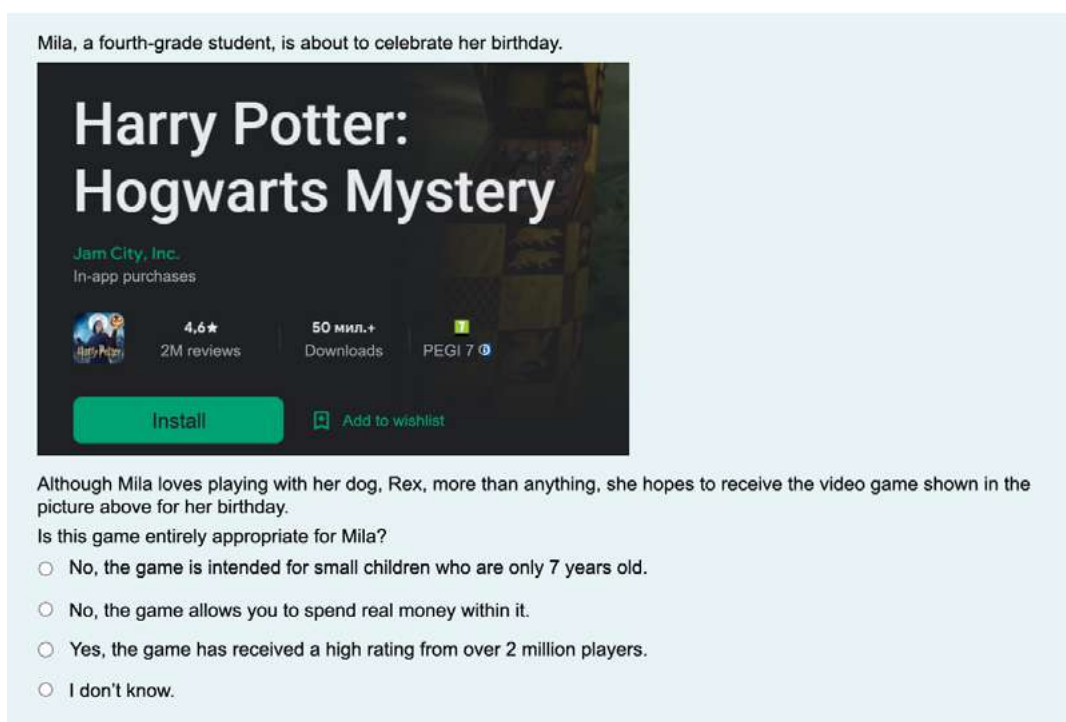 Mila, a fourth-grade student, is about to celebrate her birthday.
Harry Potter:
Hogwarts Mystery
Jam City, Inc.
In-app purchases
4,6★ 50 мил.+ 7
Harry Potter 2M reviews Downloads PEGI 7
Install Add to wishlist
Although Mila loves playing with her dog, Rex, more than anything, she hopes to receive the video game shown in the
picture above for her birthday.
Is this game entirely appropriate for Mila?
No, the game is intended for small children who are only 7 years old.
No, the game allows you to spend real money within it.
Yes, the game has received a high rating from over 2 million players.
I don't know.